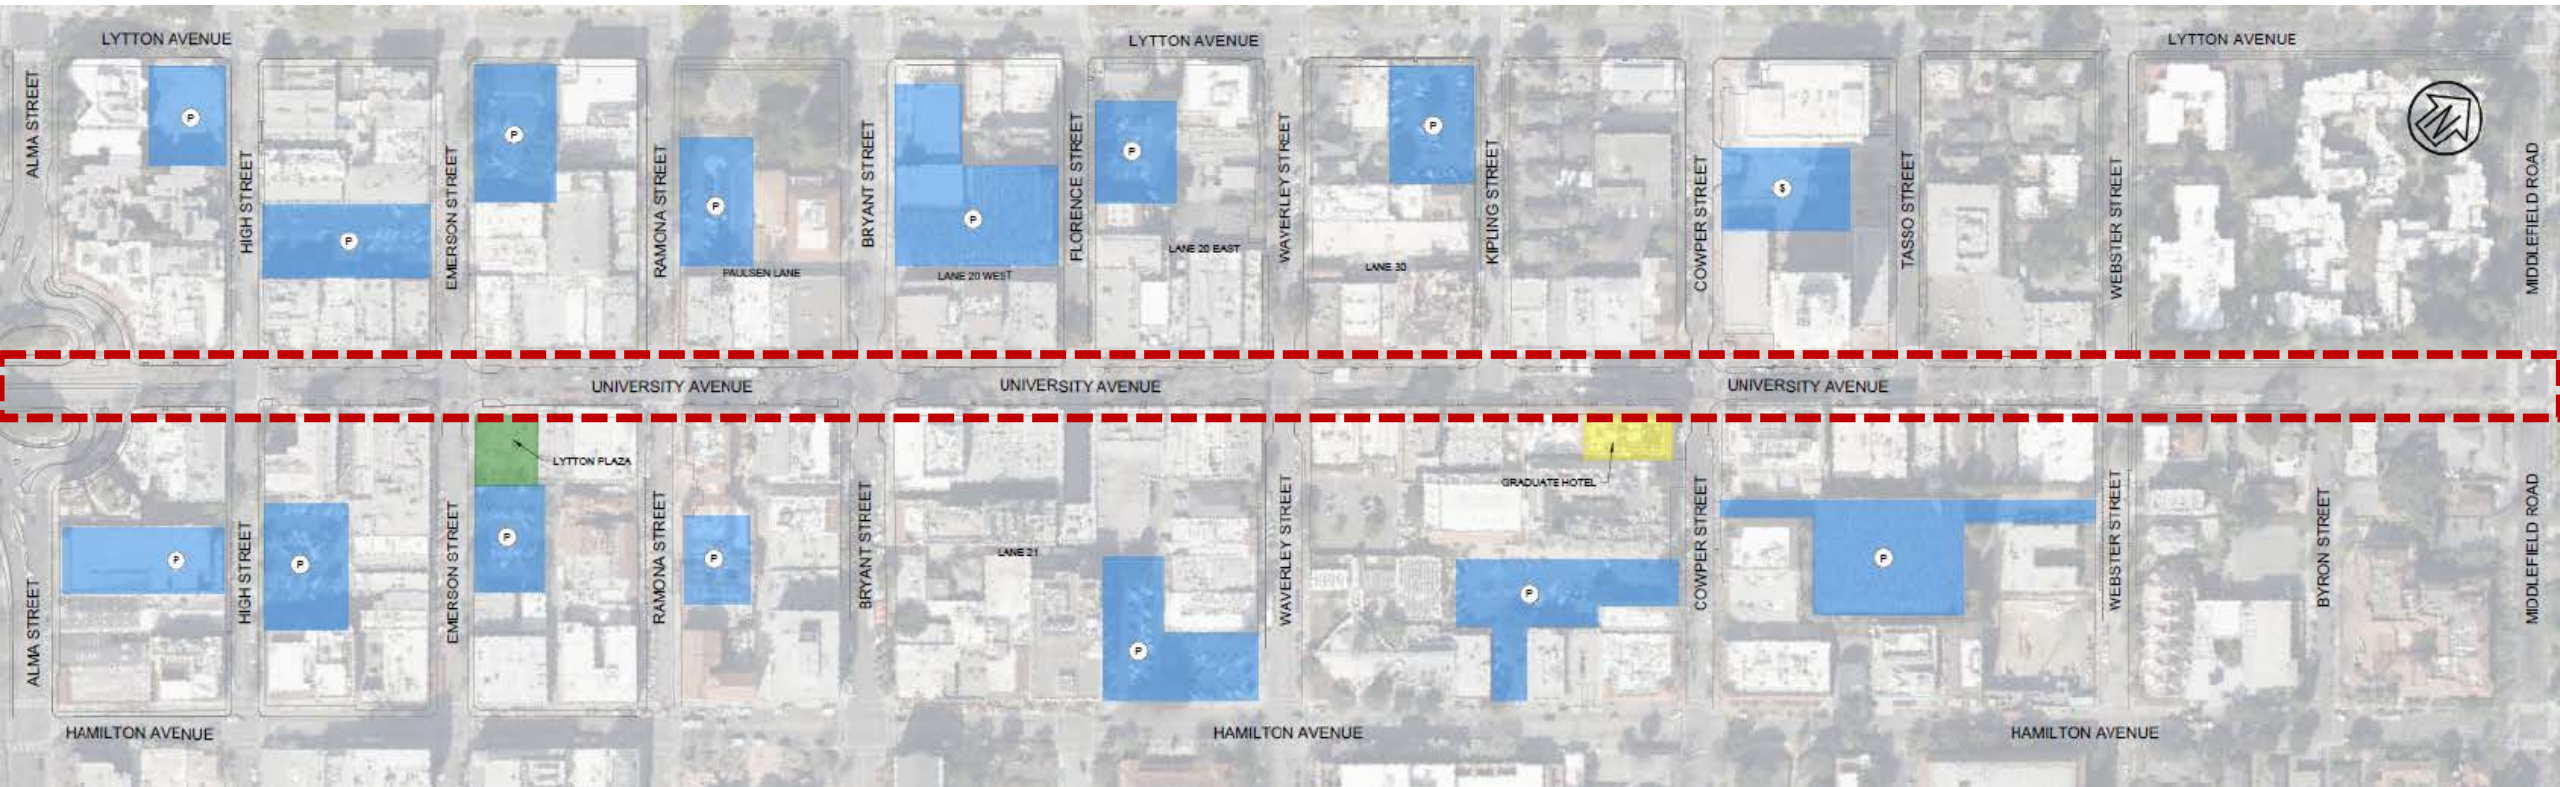 LYTTON AVENUE
LYTTON AVENUE
LYTTON AVENUE
ALMA STREET
P
HIGH STREET
P
EMERSON STREET
P
RAMONA STREET
P
PAULSEN LANE
BRYANT STREET
P
LANE 20 WEST
FLORENCE STREET
P
LANE 20 EAST
WAVERLEY STREET
P
LANE 30
KIPLING STREET
COWPER STREET
$
TASSO STREET
WEBSTER STREET
N
MIDDLEFIELD ROAD
UNIVERSITY AVENUE
UNIVERSITY AVENUE
UNIVERSITY AVENUE
ALMA STREET
P
HIGH STREET
P
EMERSON STREET
LYTTON PLAZA
P
RAMONA STREET
P
BRYANT STREET
LANE 21
P
WAVERLEY STREET
GRADUATE HOTEL
P
COWPER STREET
P
WEBSTER STREET
BYRON STREET
MIDDLEFIELD ROAD
HAMILTON AVENUE
HAMILTON AVENUE
HAMILTON AVENUE